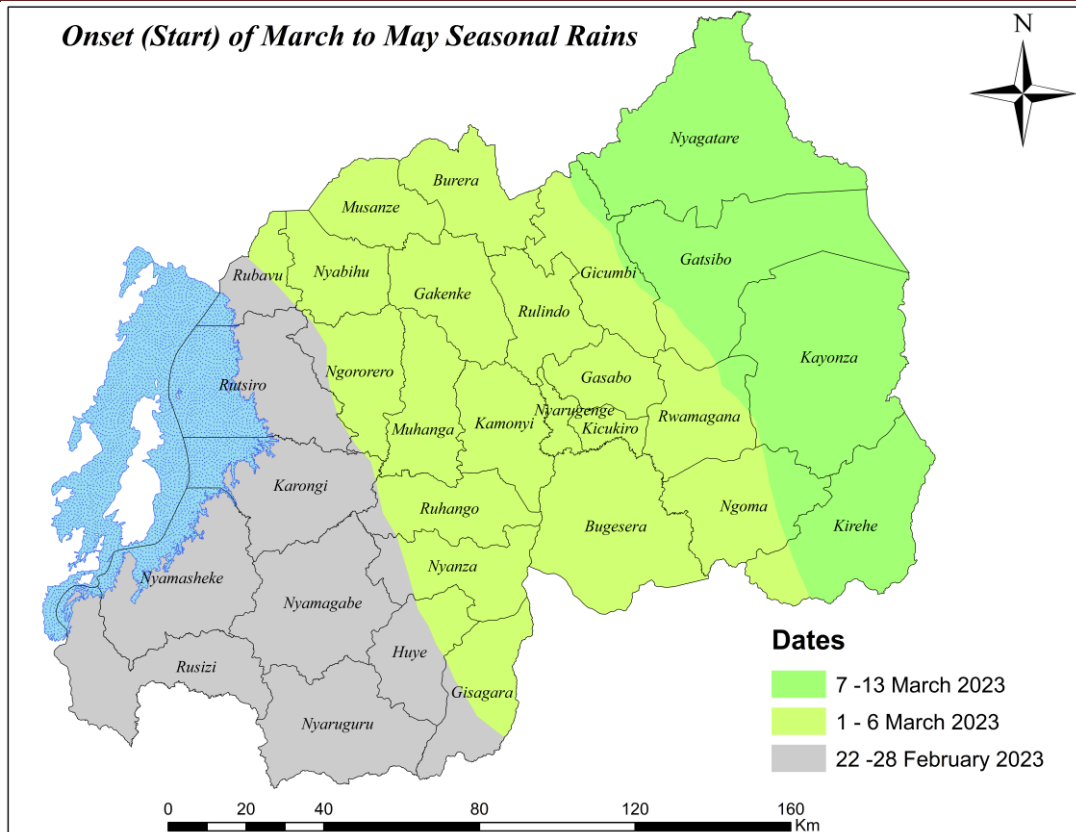 Onset (Start) of March to May Seasonal Rains
N
Nyagatare
Burera
Musanze
Gatsibo
Rubavu
Nyabihu
Gicumbi
Gakenke
Rulindo
Kayonza
Ngororero
Gasabo
Rutsiro
Nyarugenge
Rwamagana
Muhanga
Kamonyi
Kicukiro
Karongi
Ruhango
Ngoma
Bugesera
Kirehe
Nyanza
Nyamasheke
Nyamagabe
Huye
Rusizi
Gisagara
Nyaruguru
Dates
7 -13 March 2023
1 - 6 March 2023
22 -28 February 2023
0 20 40 80 120 160
Km